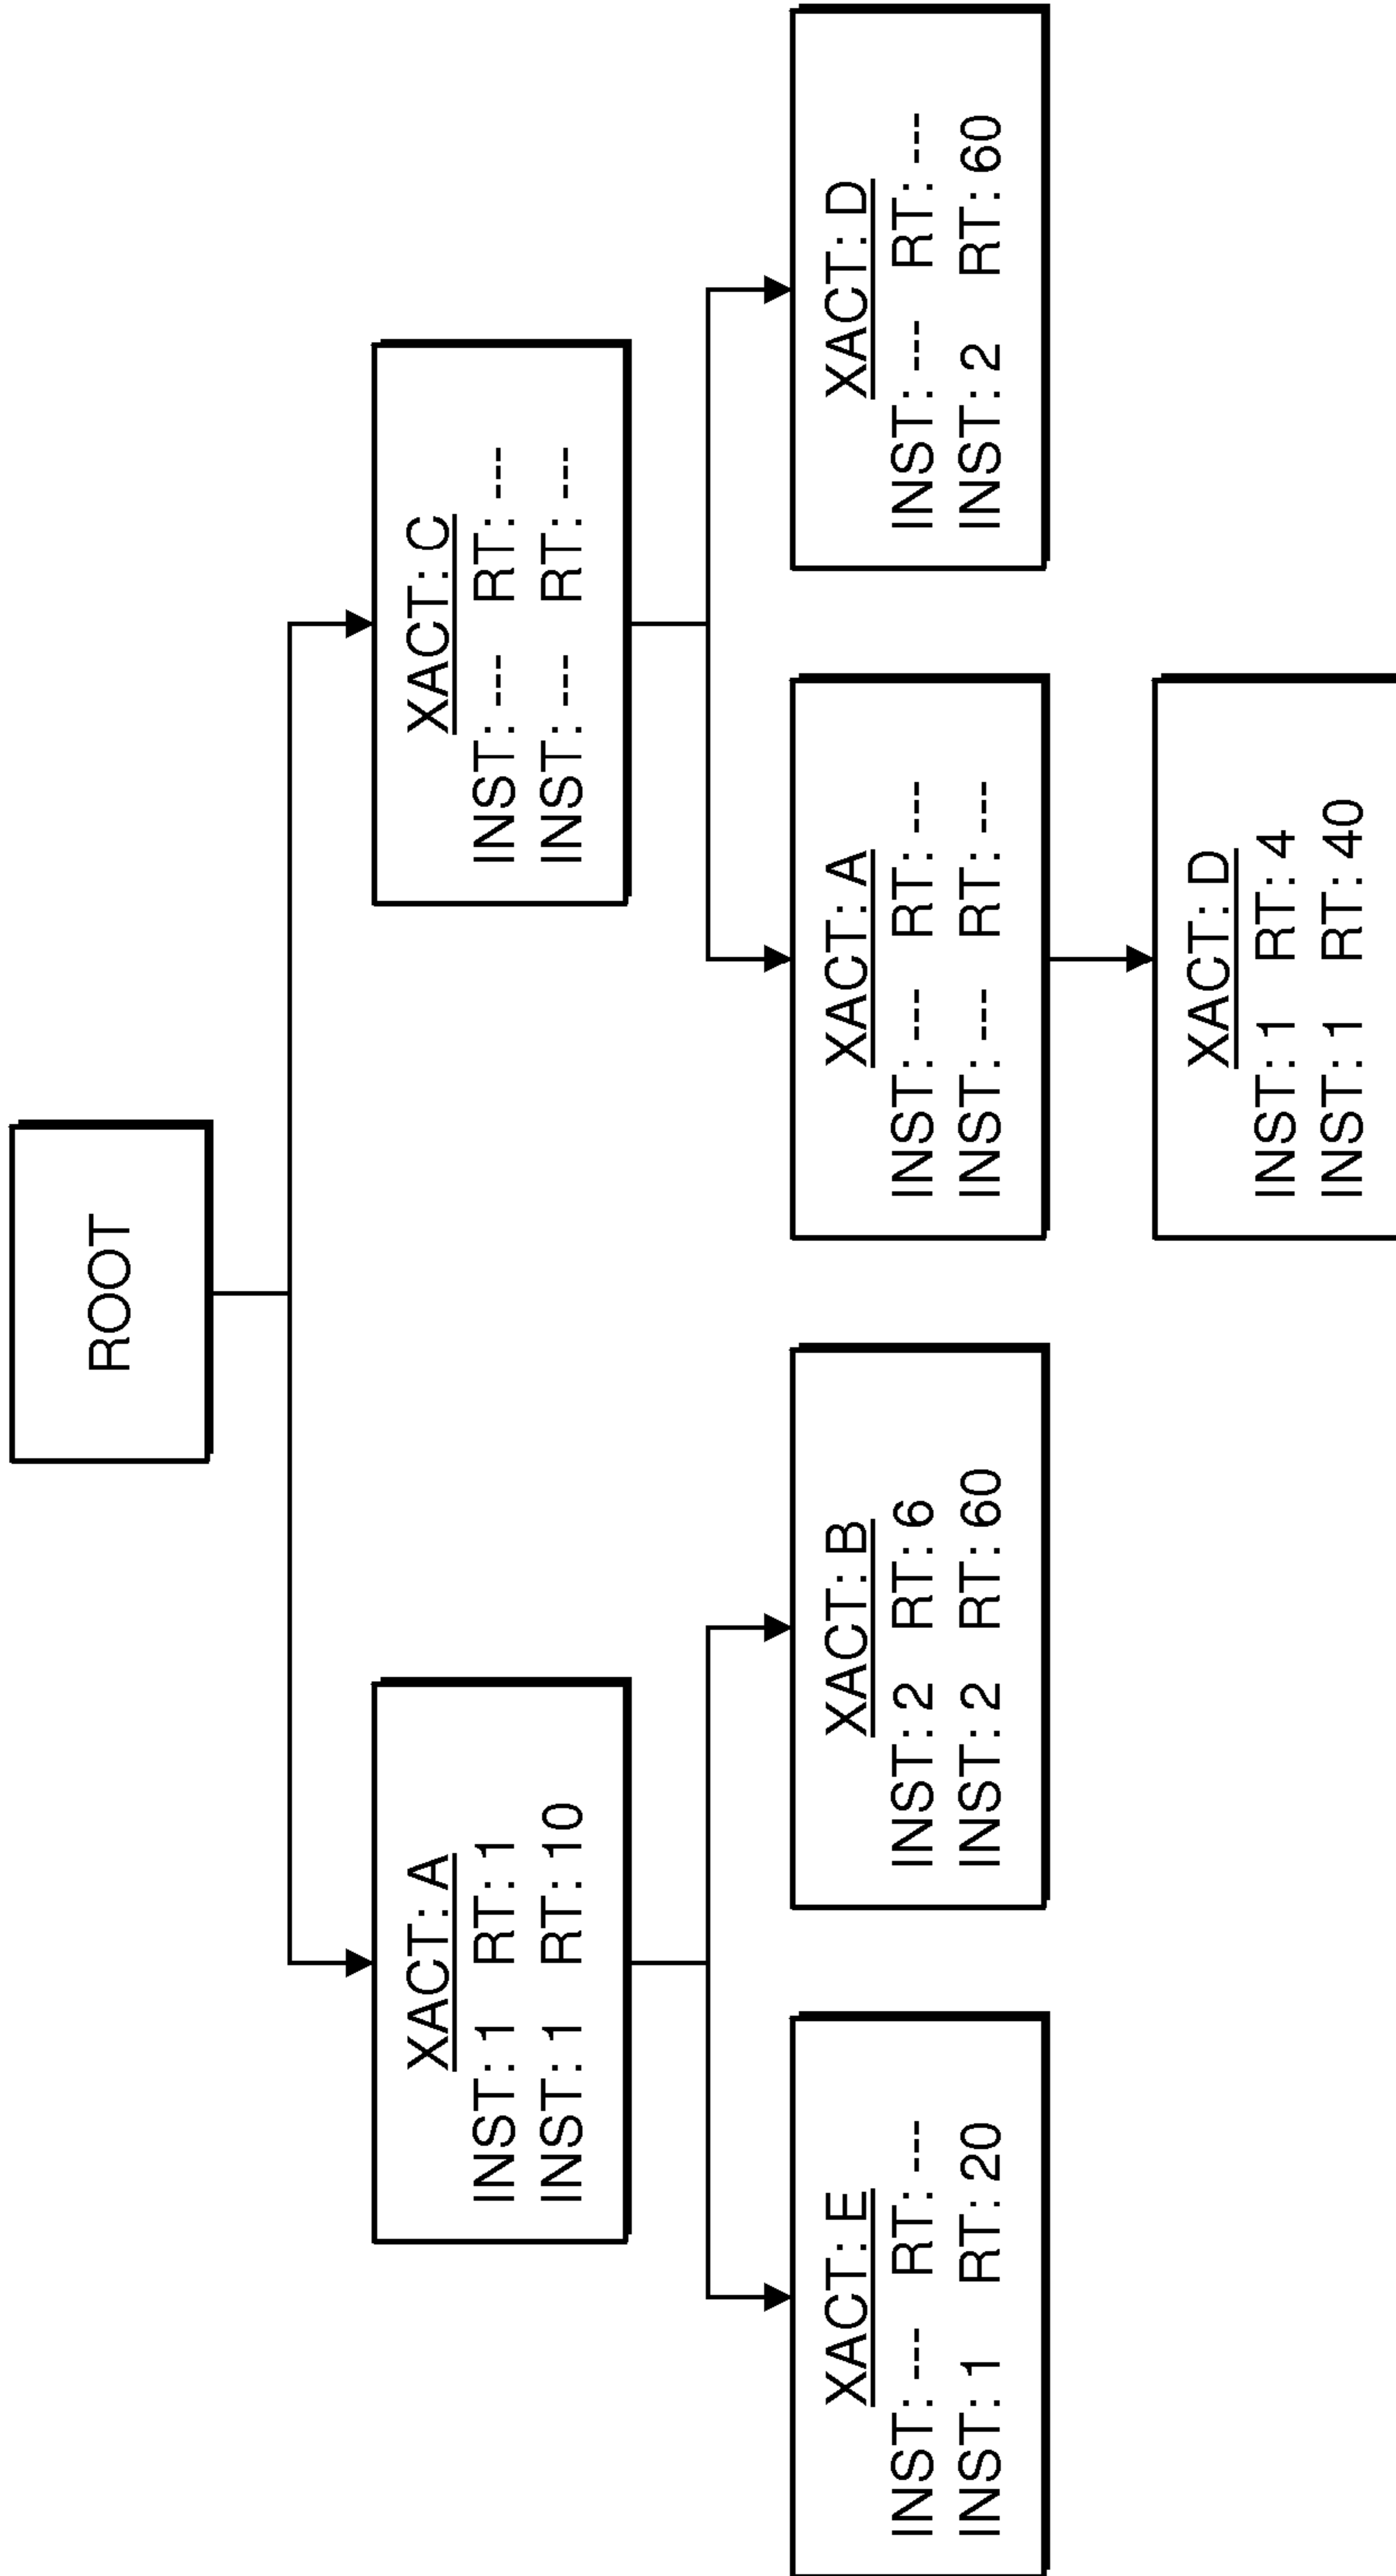 ROOT
XACT: A
INST: 1 RT: 1
INST: 1 RT: 10
XACT: C
INST: --- RT: ---
INST: --- RT: ---
XACT: E
INST: --- RT: ---
INST: 1 RT: 20
XACT: B
INST: 2 RT: 6
INST: 2 RT: 60
XACT: A
INST: --- RT: ---
INST: --- RT: ---
XACT: D
INST: --- RT: ---
INST: 2 RT: 60
XACT: D
INST: 1 RT: 4
INST: 1 RT: 40